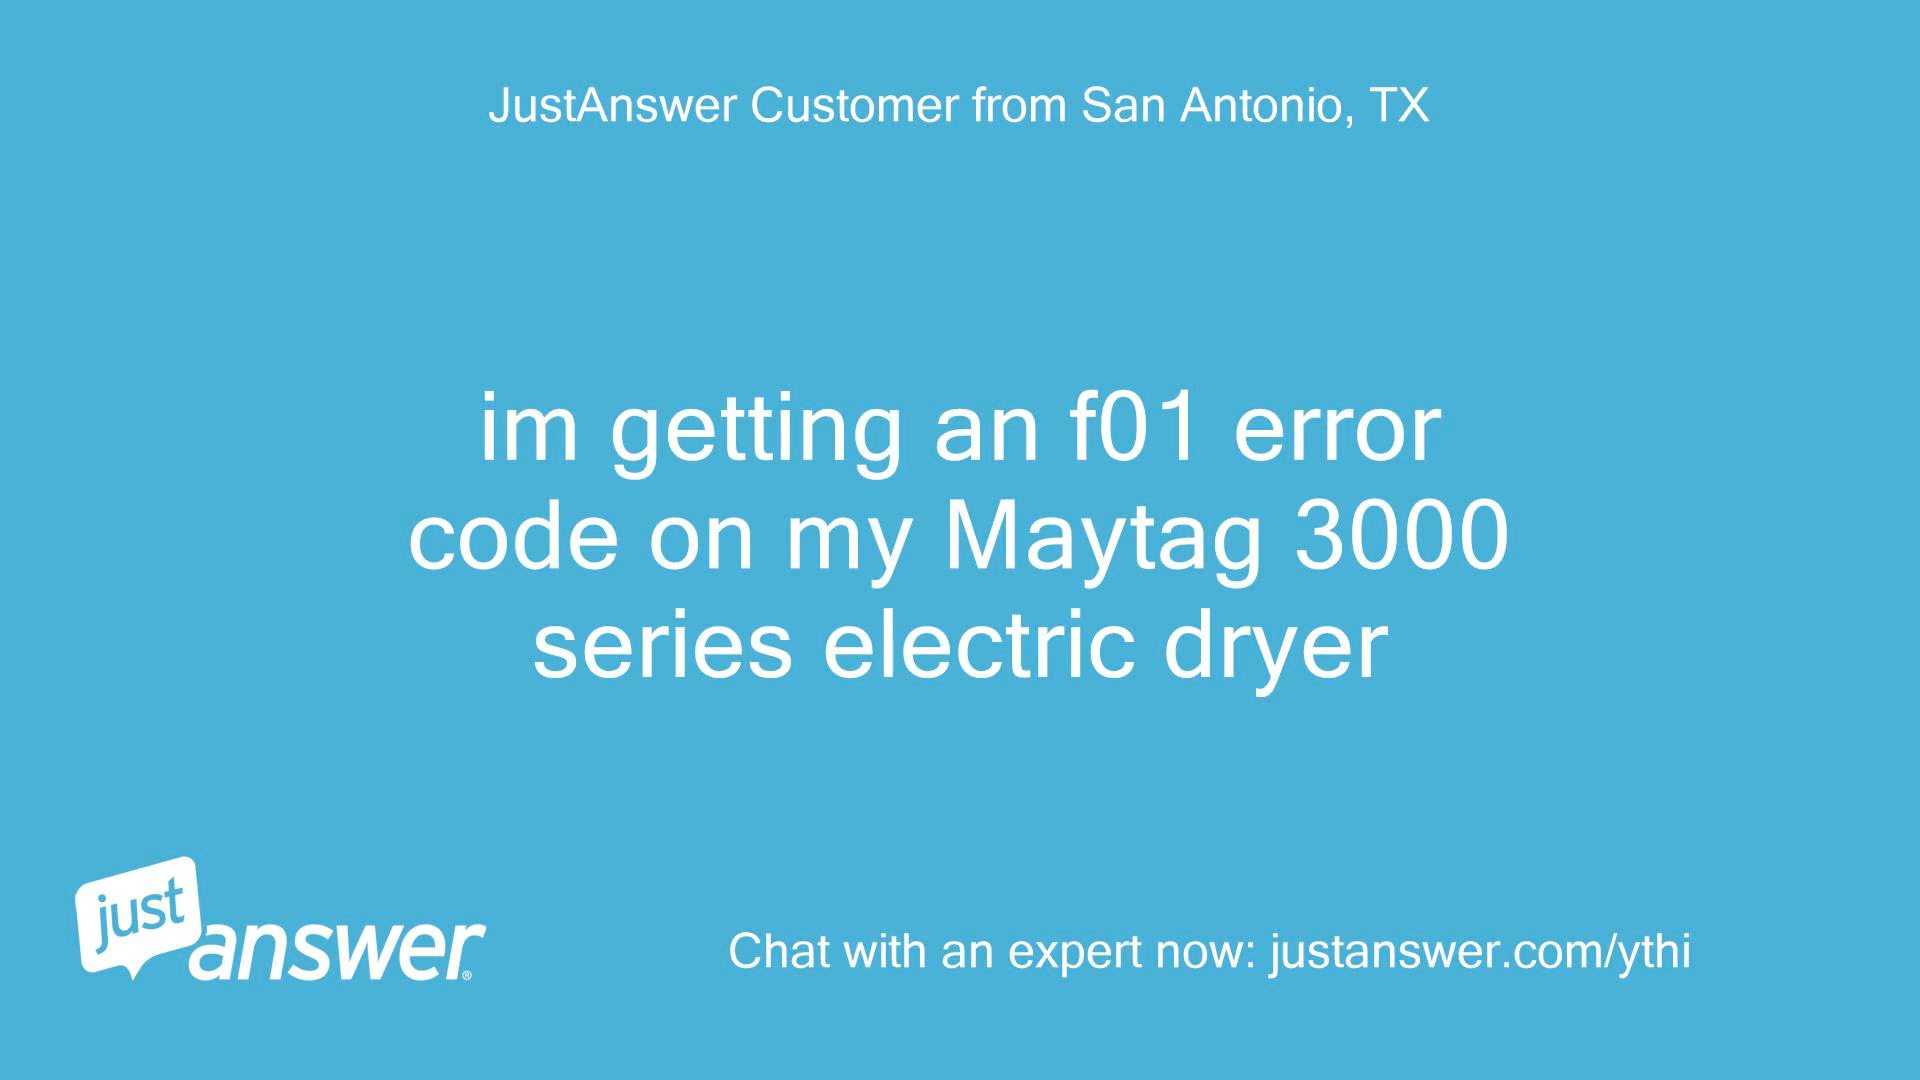 JustAnswer Customer from San Antonio, TX
im getting an f01 error
code on my Maytag 3000
series electric dryer
just
answer®
Chat with an expert now: justanswer.com/ythi